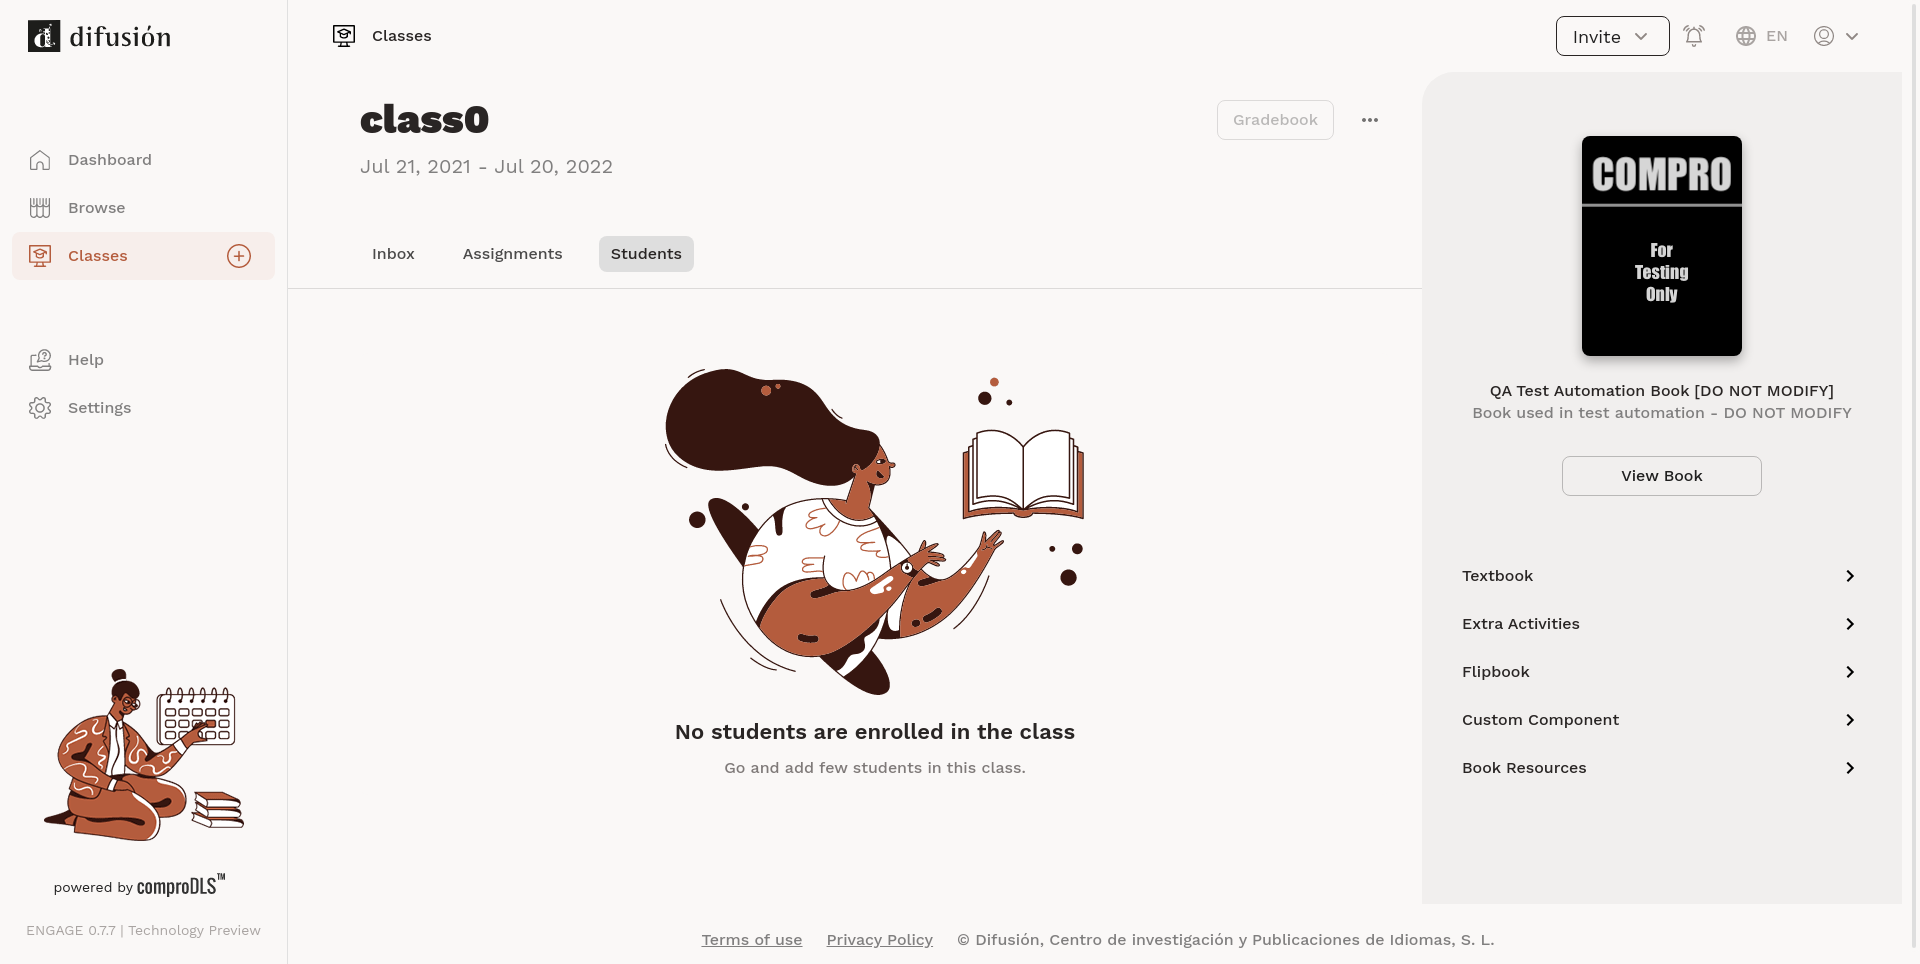 difusión
Classes
Invite
EN
Dashboard
Browse
Classes
Help
Settings
powered by comproDLS™
ENGAGE 0.7.7 | Technology Preview
class0
Jul 21, 2021 - Jul 20, 2022
Gradebook
Inbox
Assignments
Students
No students are enrolled in the class
Go and add few students in this class.
COMPRO
For
Testing
Only
QA Test Automation Book [DO NOT MODIFY]
Book used in test automation - DO NOT MODIFY
View Book
Textbook
Extra Activities
Flipbook
Custom Component
Book Resources
Terms of use
Privacy Policy
© Difusión, Centro de investigación y Publicaciones de Idiomas, S. L.